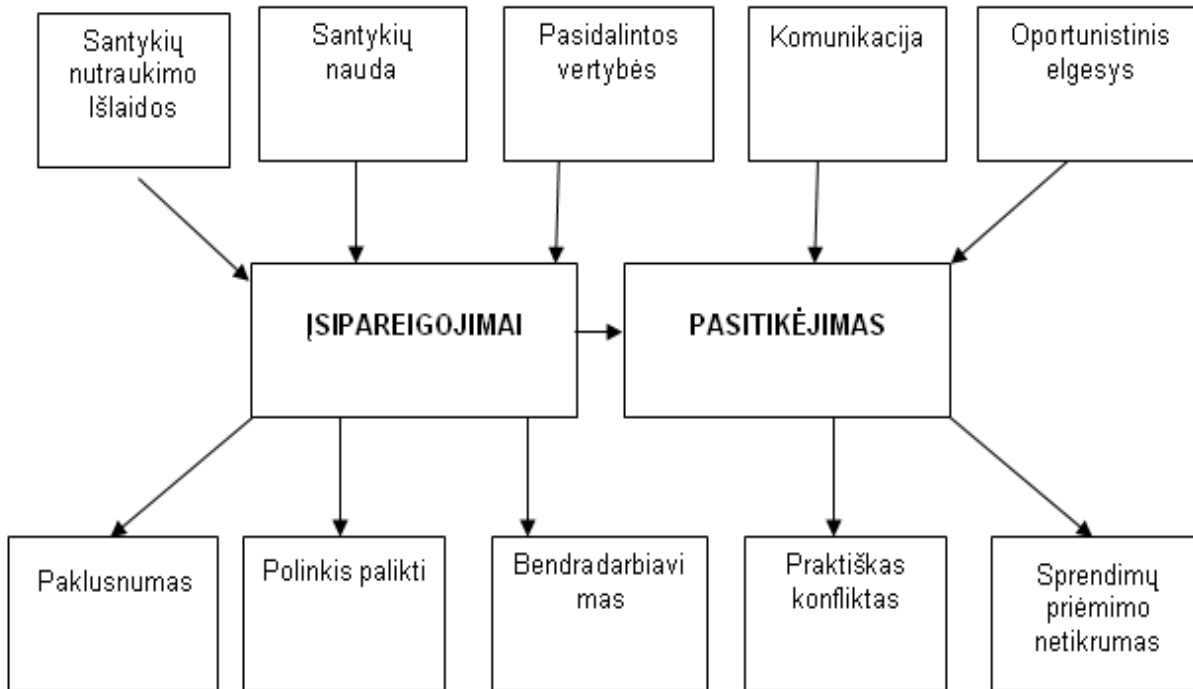 Santykių
nutraukimo
Išlaidos
Santykių
nauda
Pasidalintos
vertybės
Komunikacija
Oportunistinis
elgesys
ĮSIPAREIGOJIMAI
PASITIKĖJIMAS
Paklusnumas
Polinkis palikti
Bendradarbiavi
mas
Praktiškas
konfliktas
Sprendimų
priėmimo
netikrumas